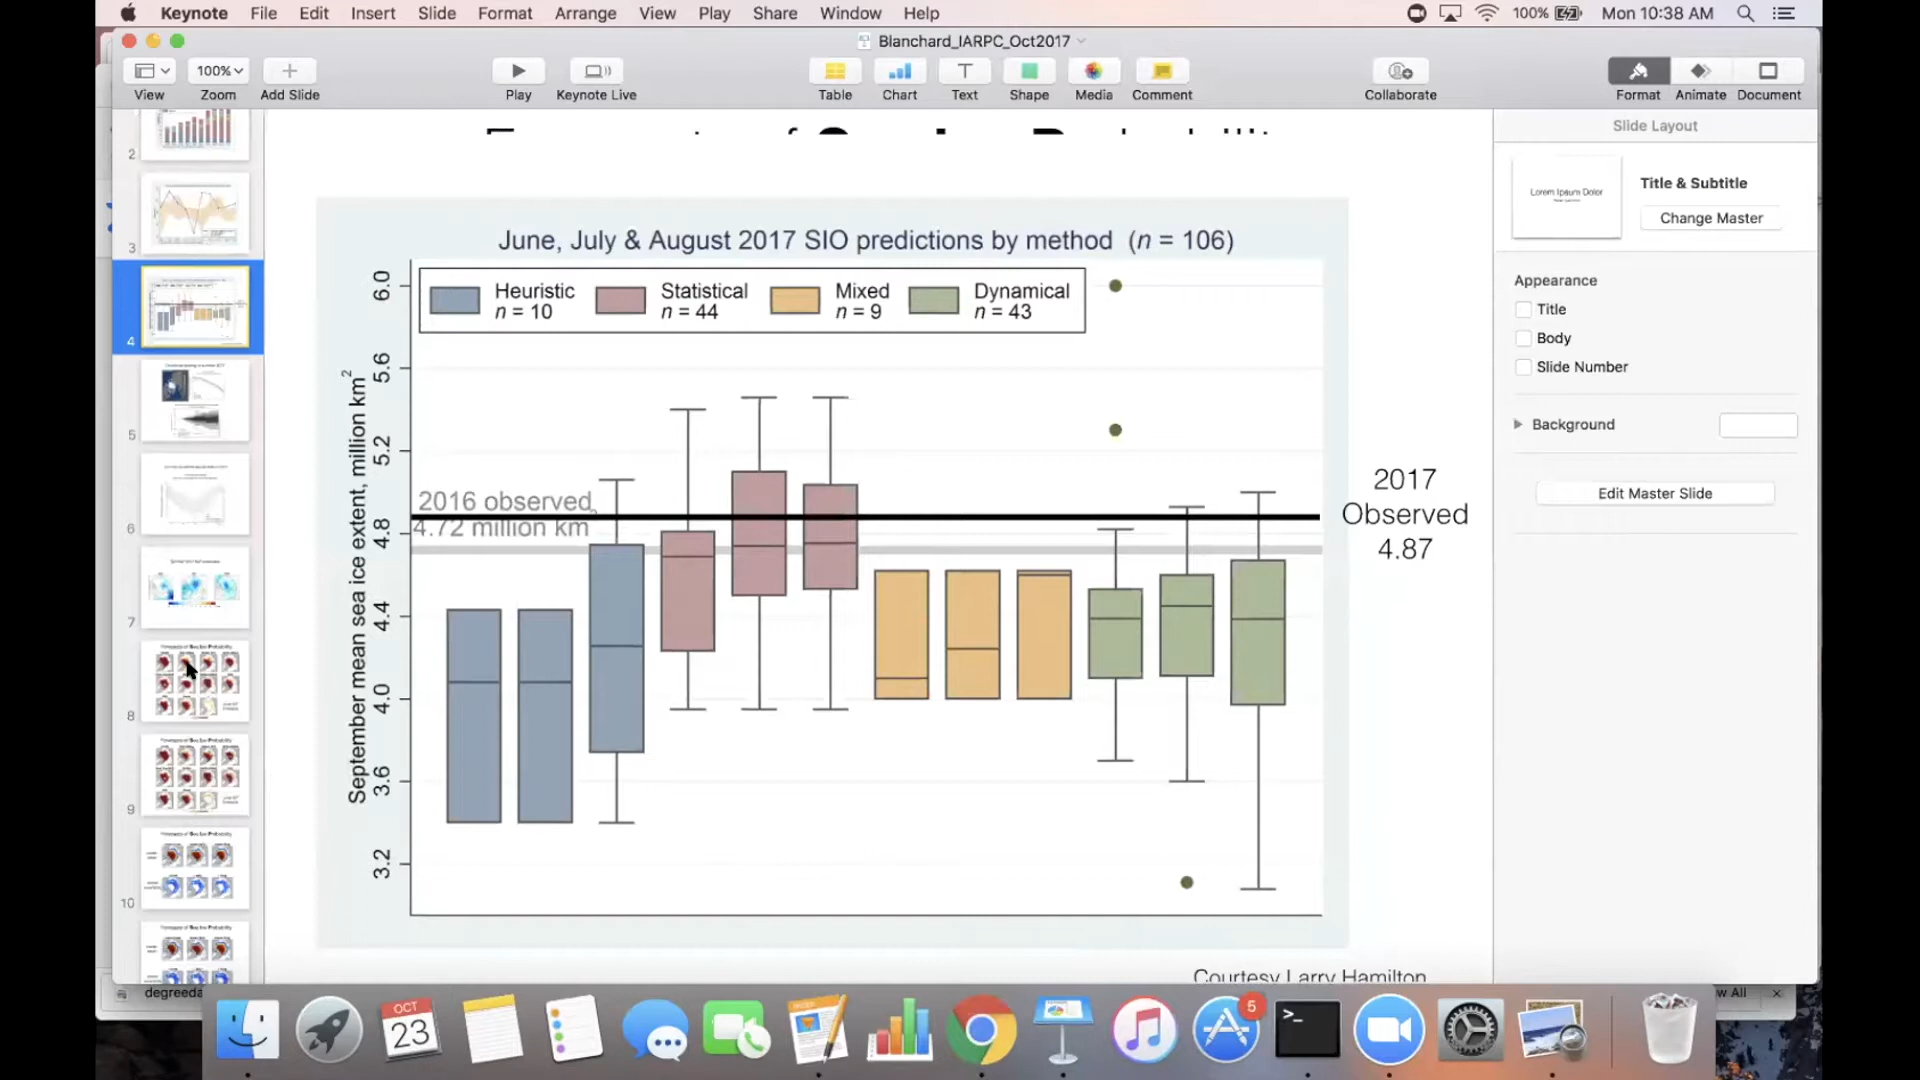 Keynote File Edit Insert Slide Format Arrange View Play Share Window Help 100% Mon 10:38 AM
Blanchard_IARPC_Oct2017
100%
View Zoom Add Slide Play Keynote Live Table Chart Text Shape Media Comment Collaborate Format Animate Document
Slide Layout
Lorem Ipsum Dolor
Title & Subtitle
Change Master
Appearance
Title
Body
Slide Number
Background
Edit Master Slide
2
3
4
5
6
7
8
9
10
June, July & August 2017 SIO predictions by method (n = 106)
Heuristic
n = 10
Statistical
n = 44
Mixed
n = 9
Dynamical
n = 43
September mean sea ice extent, million km2
6.0
5.6
5.2
4.8
4.4
4.0
3.6
3.2
2016 observed
4.72 million km
2017
Observed
4.87
Courtesy Larry Hamilton
degreeda
w All
OCT
23
5
>_